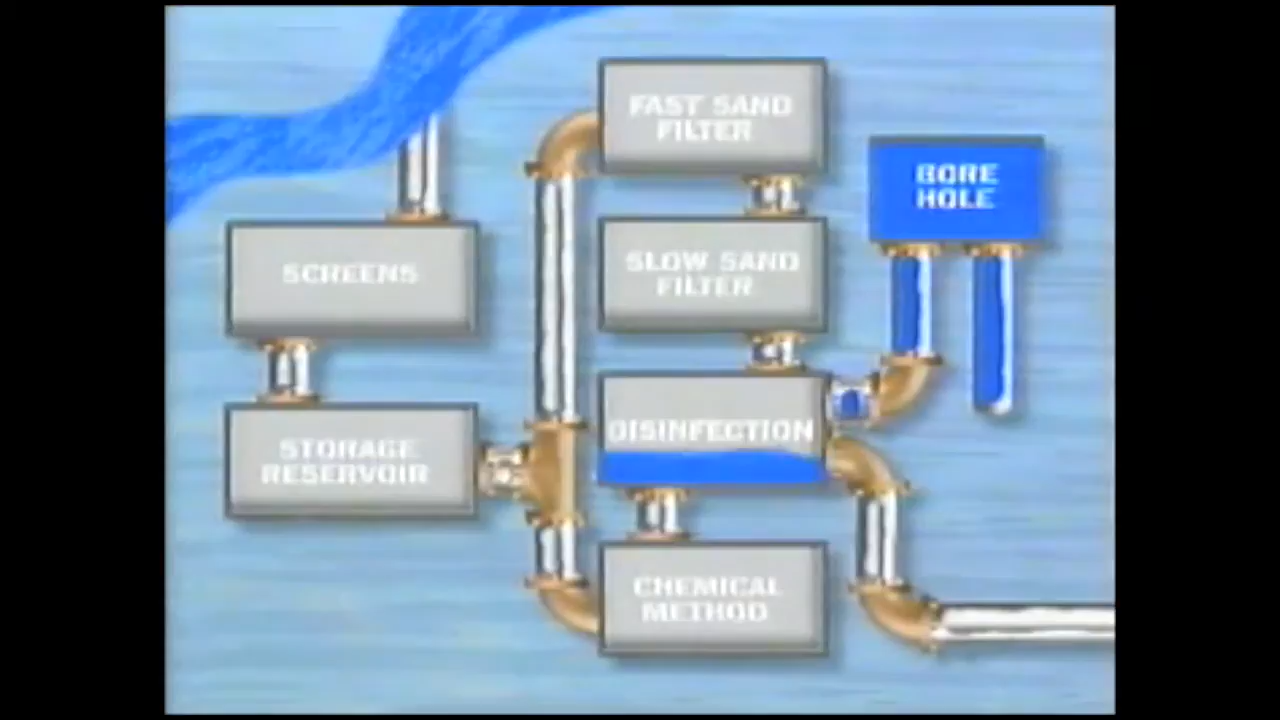 FAST SAND
FILTER
BORE
HOLE
SCREENS
SLOW SAND
FILTER
DISINFECTION
STORAGE
RESERVOIR
CHEMICAL
METHOD